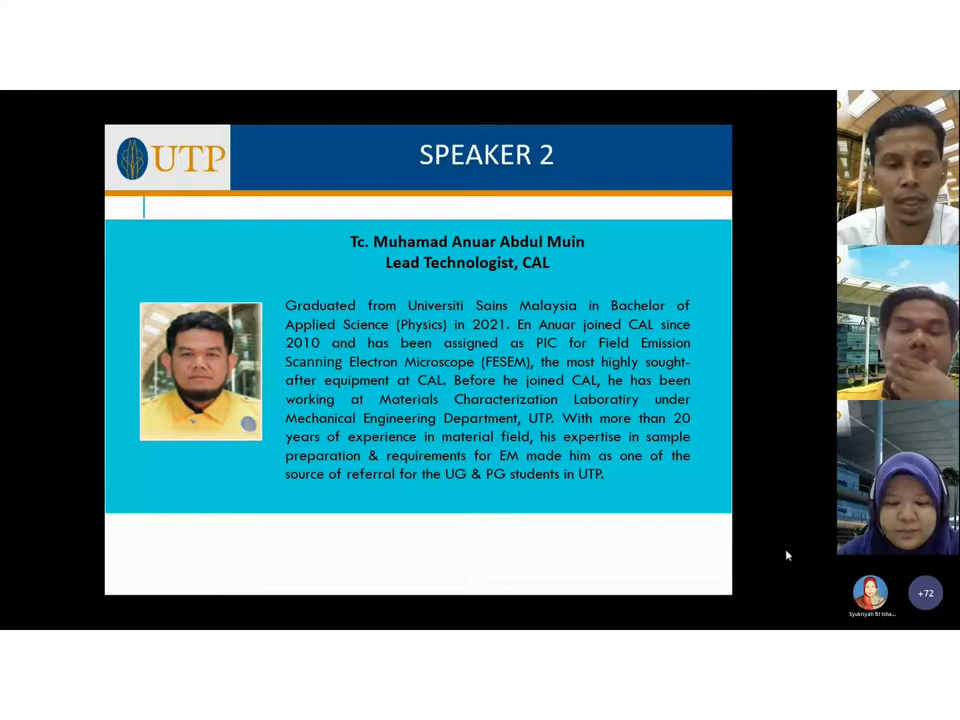 UTP
SPEAKER 2
Tc. Muhamad Anuar Abdul Muin
Lead Technologist, CAL
Graduated from Universiti Sains Malaysia in Bachelor of
Applied Science (Physics) in 2021. En Anuar joined CAL since
2010 and has been assigned as PIC for Field Emission
Scanning Electron Microscope (FESEM), the most highly sought-
after equipment at CAL. Before he joined CAL, he has been
working at Materials Characterization Laboratiry under
Mechanical Engineering Department, UTP. With more than 20
years of experience in material field, his expertise in sample
preparation & requirements for EM made him as one of the
source of referral for the UG & PG students in UTP.
+72
Syukriyah Bt Isha...